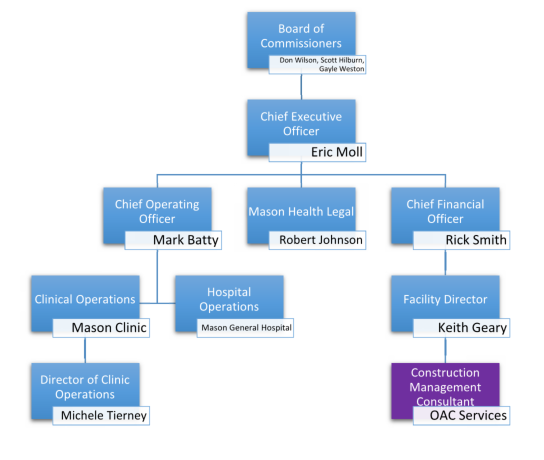 Board of
Commissioners
Don Wilson, Scott Hilburn,
Gayle Weston
Chief Executive
Officer
Eric Moll
Chief Operating
Officer
Mark Batty
Mason Health Legal
Robert Johnson
Chief Financial
Officer
Rick Smith
Clinical Operations
Mason Clinic
Hospital
Operations
Mason General Hospital
Facility Director
Keith Geary
Director of Clinic
Operations
Michele Tierney
Construction
Management
Consultant
OAC Services